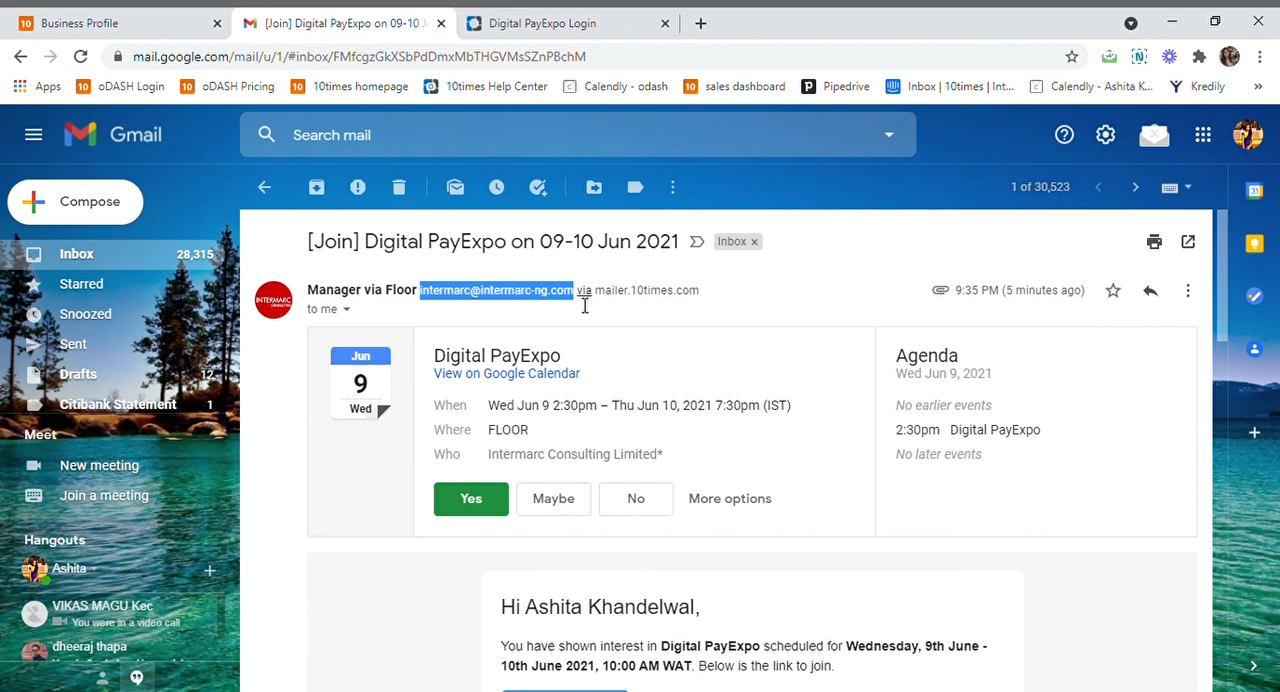 Business Profile
[Join] Digital PayExpo on 09-10 J
Digital PayExpo Login
mail.google.com/mail/u/1/#inbox/FMfcgzGkXSbPdDmxMbTHGVMsSZnPBchM
Apps
10 oDASH Login
10 oDASH Pricing
10 10times homepage
10times Help Center
Calendly - odash
10 sales dashboard
Pipedrive
Inbox | 10times | Int...
Calendly - Ashita K...
Kredily
Gmail
Search mail
Compose
1 of 30,523
Inbox 28,315
Starred
Snoozed
Sent
Drafts 12
Citibank Statement 1
Meet
New meeting
Join a meeting
Hangouts
Ashita
VIKAS MAGU Kec
You were in a video call
dheeraj thapa
[Join] Digital PayExpo on 09-10 Jun 2021
Inbox
INTERMARC
CONSULTING
Manager via Floor intermarc@intermarc-ng.com via mailer.10times.com
9:35 PM (5 minutes ago)
to me
Jun
9
Wed
Digital PayExpo
View on Google Calendar
When Wed Jun 9 2:30pm – Thu Jun 10, 2021 7:30pm (IST)
Where FLOOR
Who Intermarc Consulting Limited*
Yes
Maybe
No
More options
Agenda
Wed Jun 9, 2021
No earlier events
2:30pm Digital PayExpo
No later events
Hi Ashita Khandelwal,
You have shown interest in Digital PayExpo scheduled for Wednesday, 9th June -
10th June 2021, 10:00 AM WAT. Below is the link to join.
31